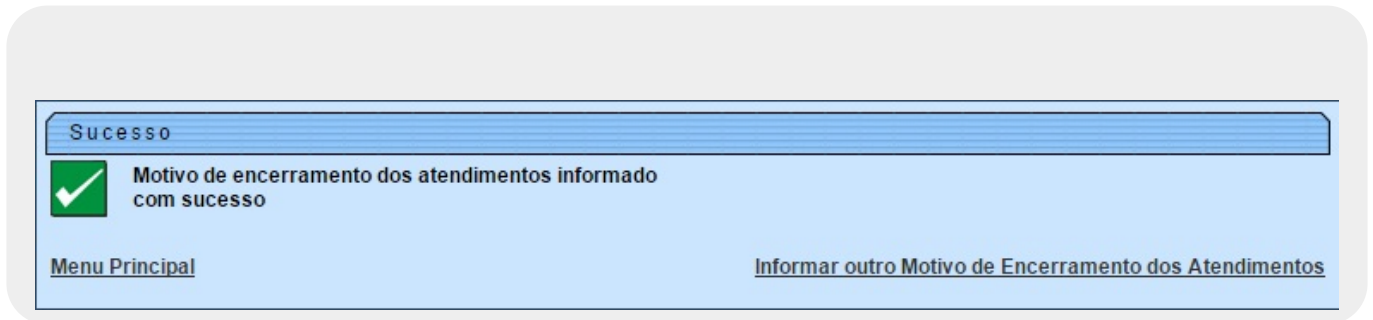 Sucesso
Motivo de encerramento dos atendimentos informado
com sucesso
Menu Principal
Informar outro Motivo de Encerramento dos Atendimentos